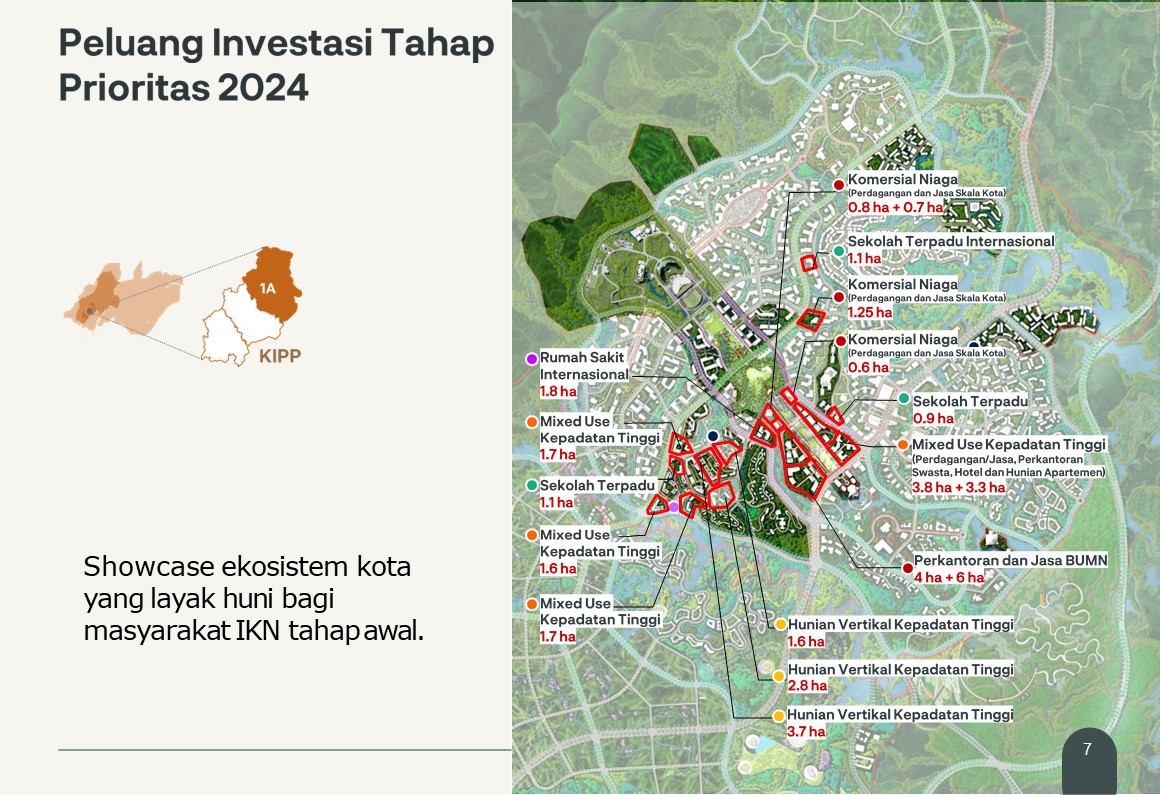 Peluang Investasi Tahap
Prioritas 2024
1A
KIPP
Showcase ekosistem kota
yang layak huni bagi
masyarakat IKN tahap awal.
Komersial Niaga
(Perdagangan dan Jasa Skala Kota)
0.8 ha + 0.7 ha
Sekolah Terpadu Internasional
1.1 ha
Komersial Niaga
(Perdagangan dan Jasa Skala Kota)
1.25 ha
Komersial Niaga
(Perdagangan dan Jasa Skala Kota)
0.6 ha
Rumah Sakit
Internasional
1.8 ha
Sekolah Terpadu
0.9 ha
Mixed Use
Kepadatan Tinggi
1.7 ha
Mixed Use Kepadatan Tinggi
(Perdagangan/Jasa, Perkantoran
Swasta, Hotel dan Hunian Apartemen)
3.8 ha + 3.3 ha
Sekolah Terpadu
1.1 ha
Mixed Use
Kepadatan Tinggi
1.6 ha
Perkantoran dan Jasa BUMN
4 ha + 6 ha
Mixed Use
Kepadatan Tinggi
1.7 ha
Hunian Vertikal Kepadatan Tinggi
1.6 ha
Hunian Vertikal Kepadatan Tinggi
2.8 ha
Hunian Vertikal Kepadatan Tinggi
3.7 ha
7